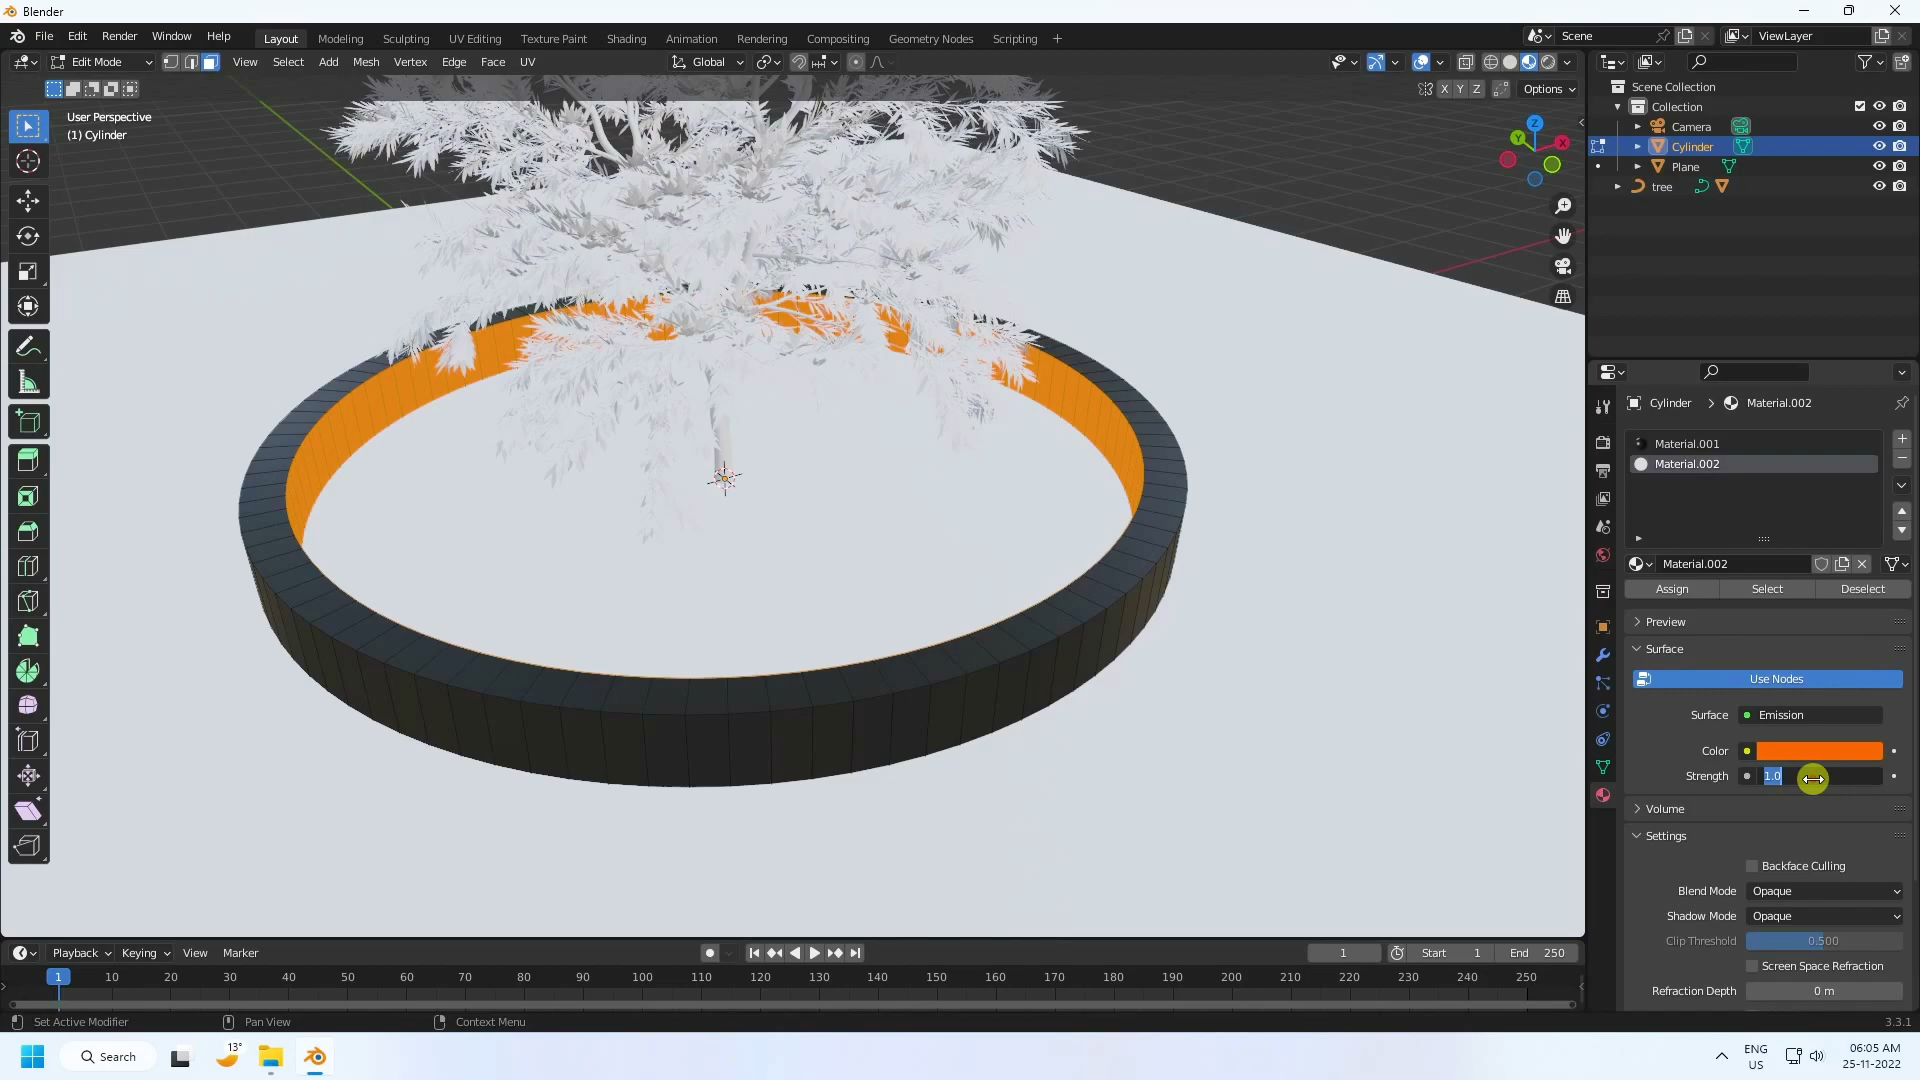 Blender
File Edit Render Window Help
Layout Modeling Sculpting UV Editing Texture Paint Shading Animation Rendering Compositing Geometry Nodes Scripting +
Scene ViewLayer
Edit Mode View Select Add Mesh Vertex Edge Face UV Global
X Y Z Options
User Perspective
(1) Cylinder
Z
Y X
Scene Collection
Collection
Camera
Cylinder
Plane
tree
Cylinder > Material.002
Material.001
Material.002
Material.002
Assign Select Deselect
Preview
Surface
Use Nodes
Surface Emission
Color
Strength 1.0
Volume
Settings
Backface Culling
Blend Mode Opaque
Shadow Mode Opaque
Clip Threshold 0.500
Screen Space Refraction
Refraction Depth 0 m
Playback Keying View Marker 1 Start 1 End 250
1 10 20 30 40 50 60 70 80 90 100 110 120 130 140 150 160 170 180 190 200 210 220 230 240 250
Set Active Modifier Pan View Context Menu 3.3.1
Search 13° ENG US 06:05 AM
25-11-2022